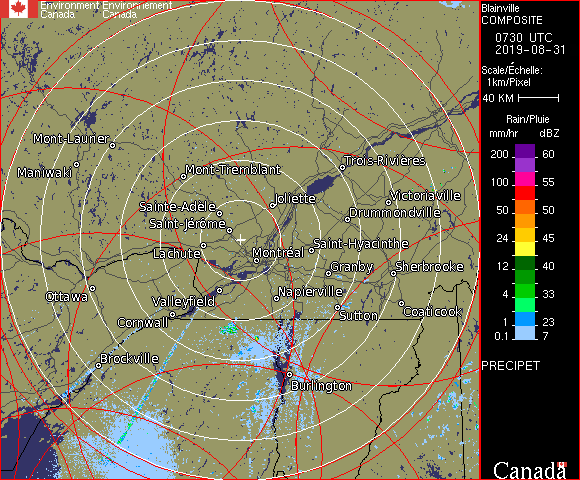 Environment Environnement
Canada Canada
Blainville
COMPOSITE
0730 UTC
2019-08-31
Scale/Échelle:
1km/Pixel
40 KM
Rain/Pluie
mm/hr dBZ
200 60
100 55
50 50
24 45
12 40
4 33
1 23
0.1 7
PRECIPET
Canada
Mont-Laurier
Maniwaki
Mont-Tremblant
Trois-Rivières
Joliette
Victoriaville
Sainte-Adèle
Drummondville
Saint-Jérôme
Saint-Hyacinthe
Lachute
Montréal
Granby
Sherbrooke
Ottawa
Valleyfield
Napierville
Cornwall
Sutton
Coaticook
Brockville
Burlington